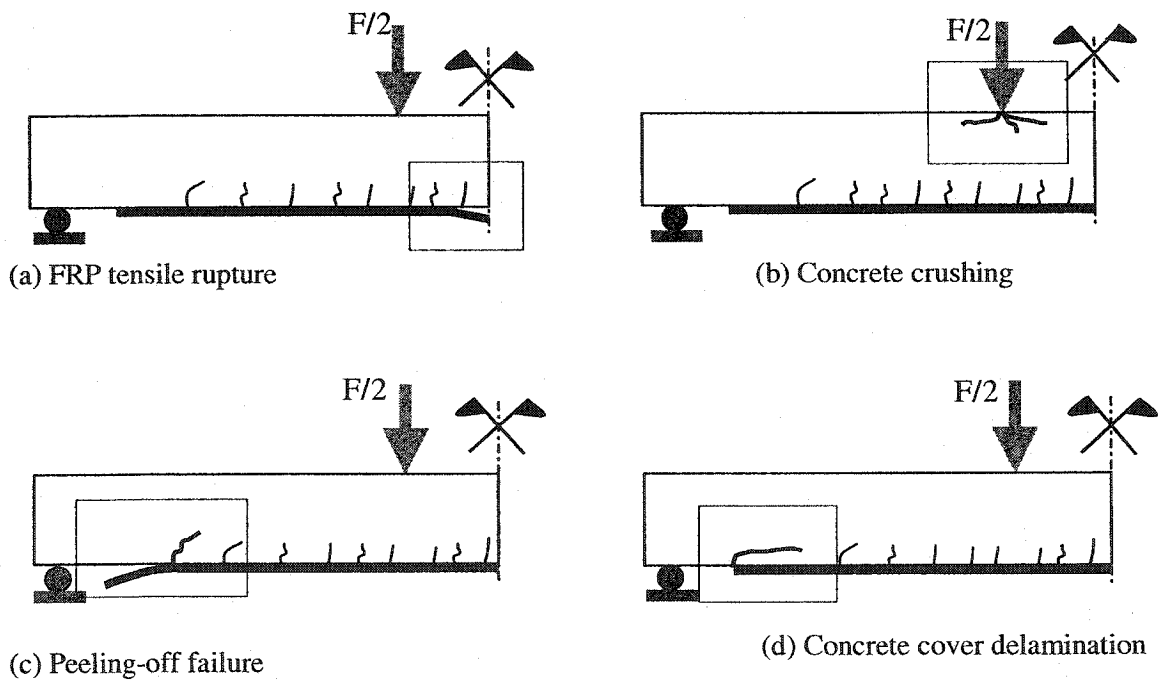 F/2
F/2
(a) FRP tensile rupture
(b) Concrete crushing
F/2
F/2
(c) Peeling-off failure
(d) Concrete cover delamination